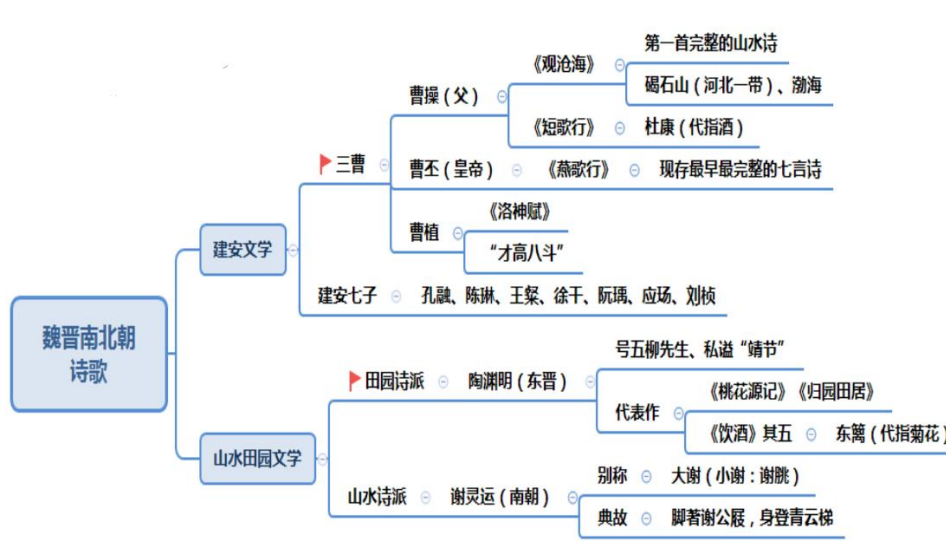 魏晋南北朝
诗歌
建安文学
三曹
曹操（父）
《观沧海》
第一首完整的山水诗
碣石山（河北一带）、渤海
《短歌行》
杜康（代指酒）
曹丕（皇帝）
《燕歌行》
现存最早最完整的七言诗
曹植
《洛神赋》
“才高八斗”
建安七子
孔融、陈琳、王粲、徐干、阮瑀、应场、刘桢
山水田园文学
田园诗派
陶渊明（东晋）
号五柳先生、私谥“靖节”
代表作
《桃花源记》《归园田居》
《饮酒》其五
东篱（代指菊花）
山水诗派
谢灵运（南朝）
别称
大谢（小谢：谢朓）
典故
脚著谢公屐，身登青云梯